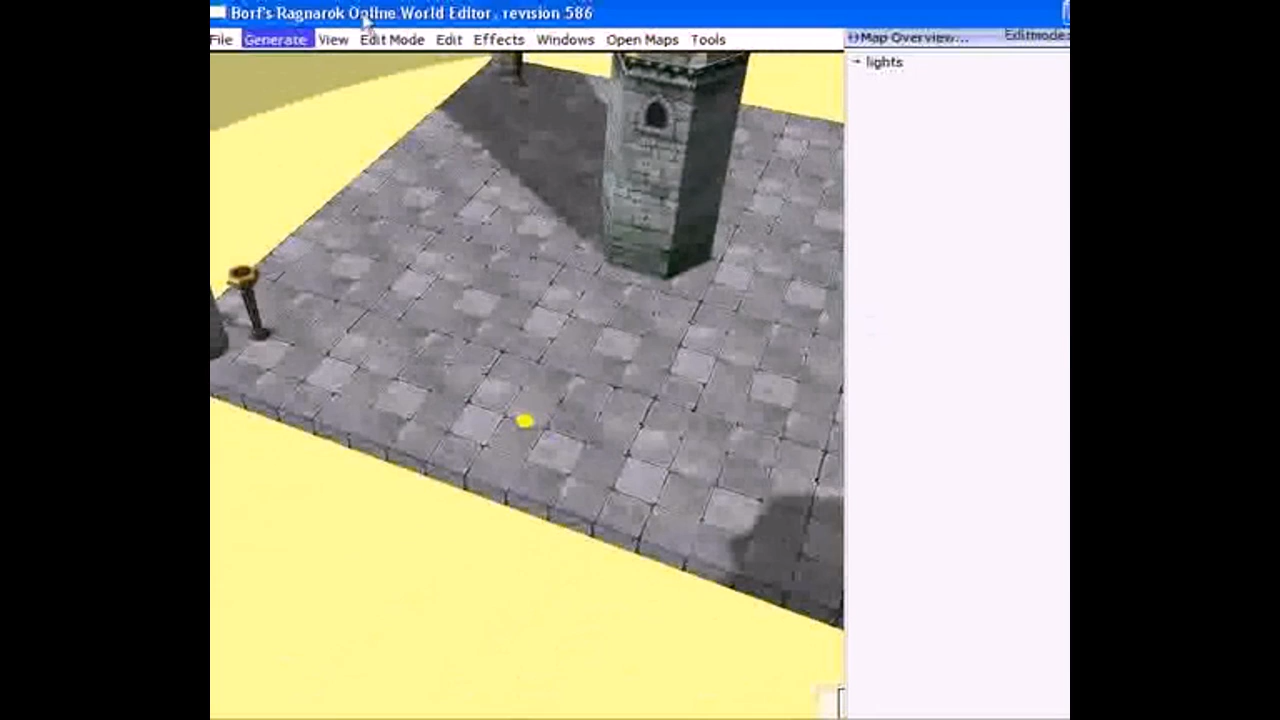 Borf's Ragnarok Online World Editor, revision 586
File Generate View Edit Mode Edit Effects Windows Open Maps Tools
Map Overview... Editmode:
lights